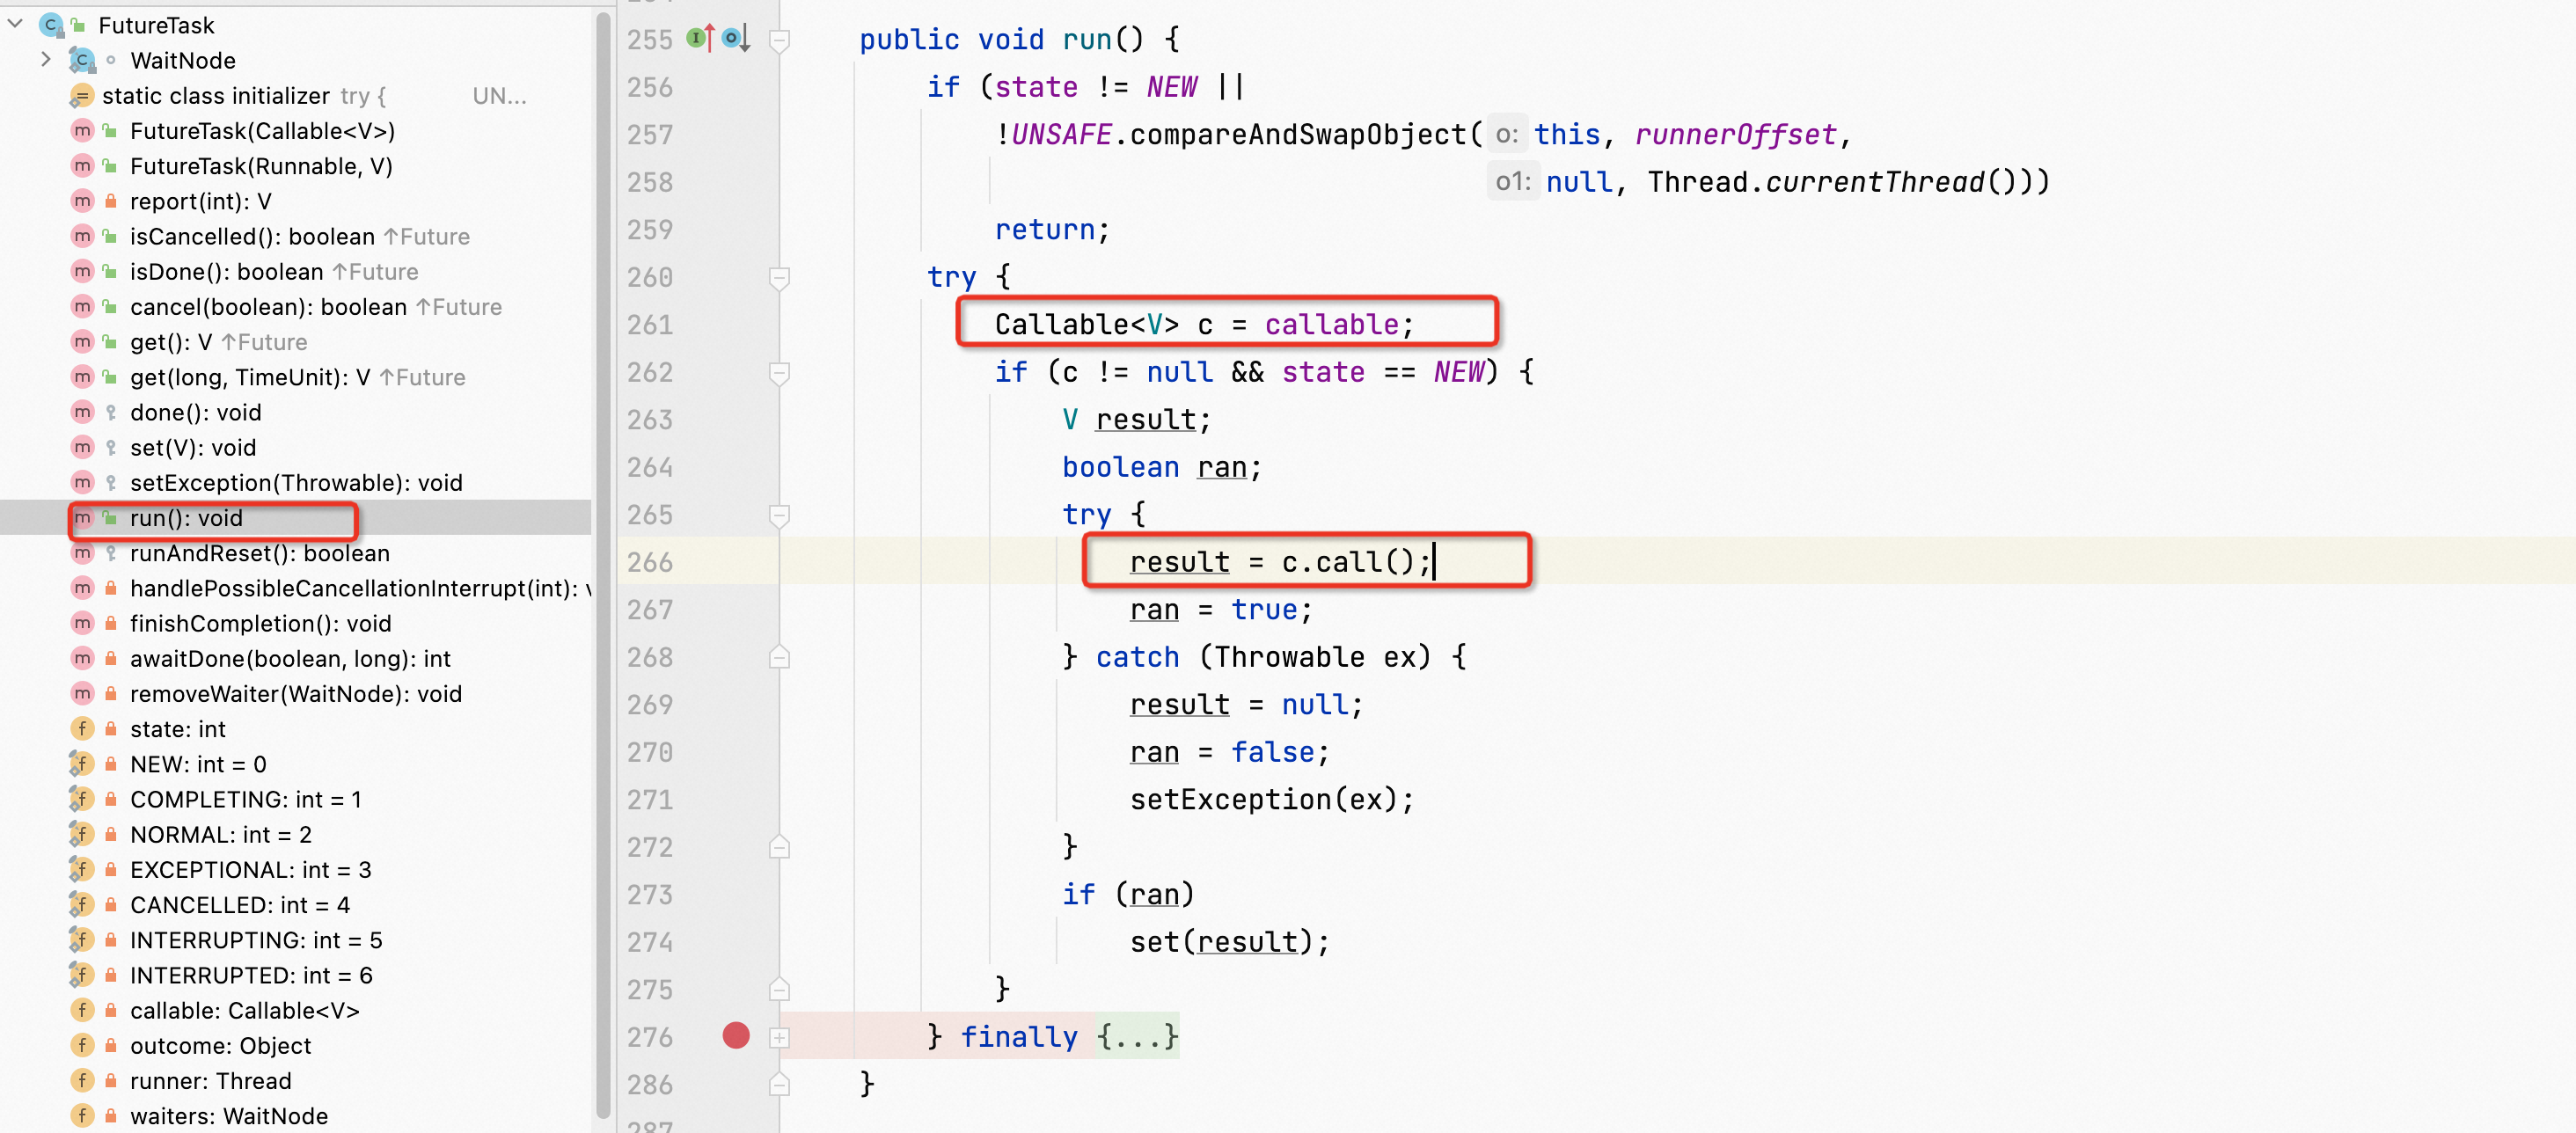 FutureTask
WaitNode
static class initializer try { UN...
FutureTask(Callable<V>)
FutureTask(Runnable, V)
report(int): V
isCancelled(): boolean ↑Future
isDone(): boolean ↑Future
cancel(boolean): boolean ↑Future
get(): V ↑Future
get(long, TimeUnit): V ↑Future
done(): void
set(V): void
setException(Throwable): void
run(): void
runAndReset(): boolean
handlePossibleCancellationInterrupt(int):
finishCompletion(): void
awaitDone(boolean, long): int
removeWaiter(WaitNode): void
state: int
NEW: int = 0
COMPLETING: int = 1
NORMAL: int = 2
EXCEPTIONAL: int = 3
CANCELLED: int = 4
INTERRUPTING: int = 5
INTERRUPTED: int = 6
callable: Callable<V>
outcome: Object
runner: Thread
waiters: WaitNode
255 public void run() {
256 if (state != NEW ||
257 !UNSAFE.compareAndSwapObject( o: this, runnerOffset,
258 o1: null, Thread.currentThread()))
259 return;
260 try {
261 Callable<V> c = callable;
262 if (c != null && state == NEW) {
263 V result;
264 boolean ran;
265 try {
266 result = c.call();
267 ran = true;
268 } catch (Throwable ex) {
269 result = null;
270 ran = false;
271 setException(ex);
272 }
273 if (ran)
274 set(result);
275 }
276 } finally {...}
286 }
287